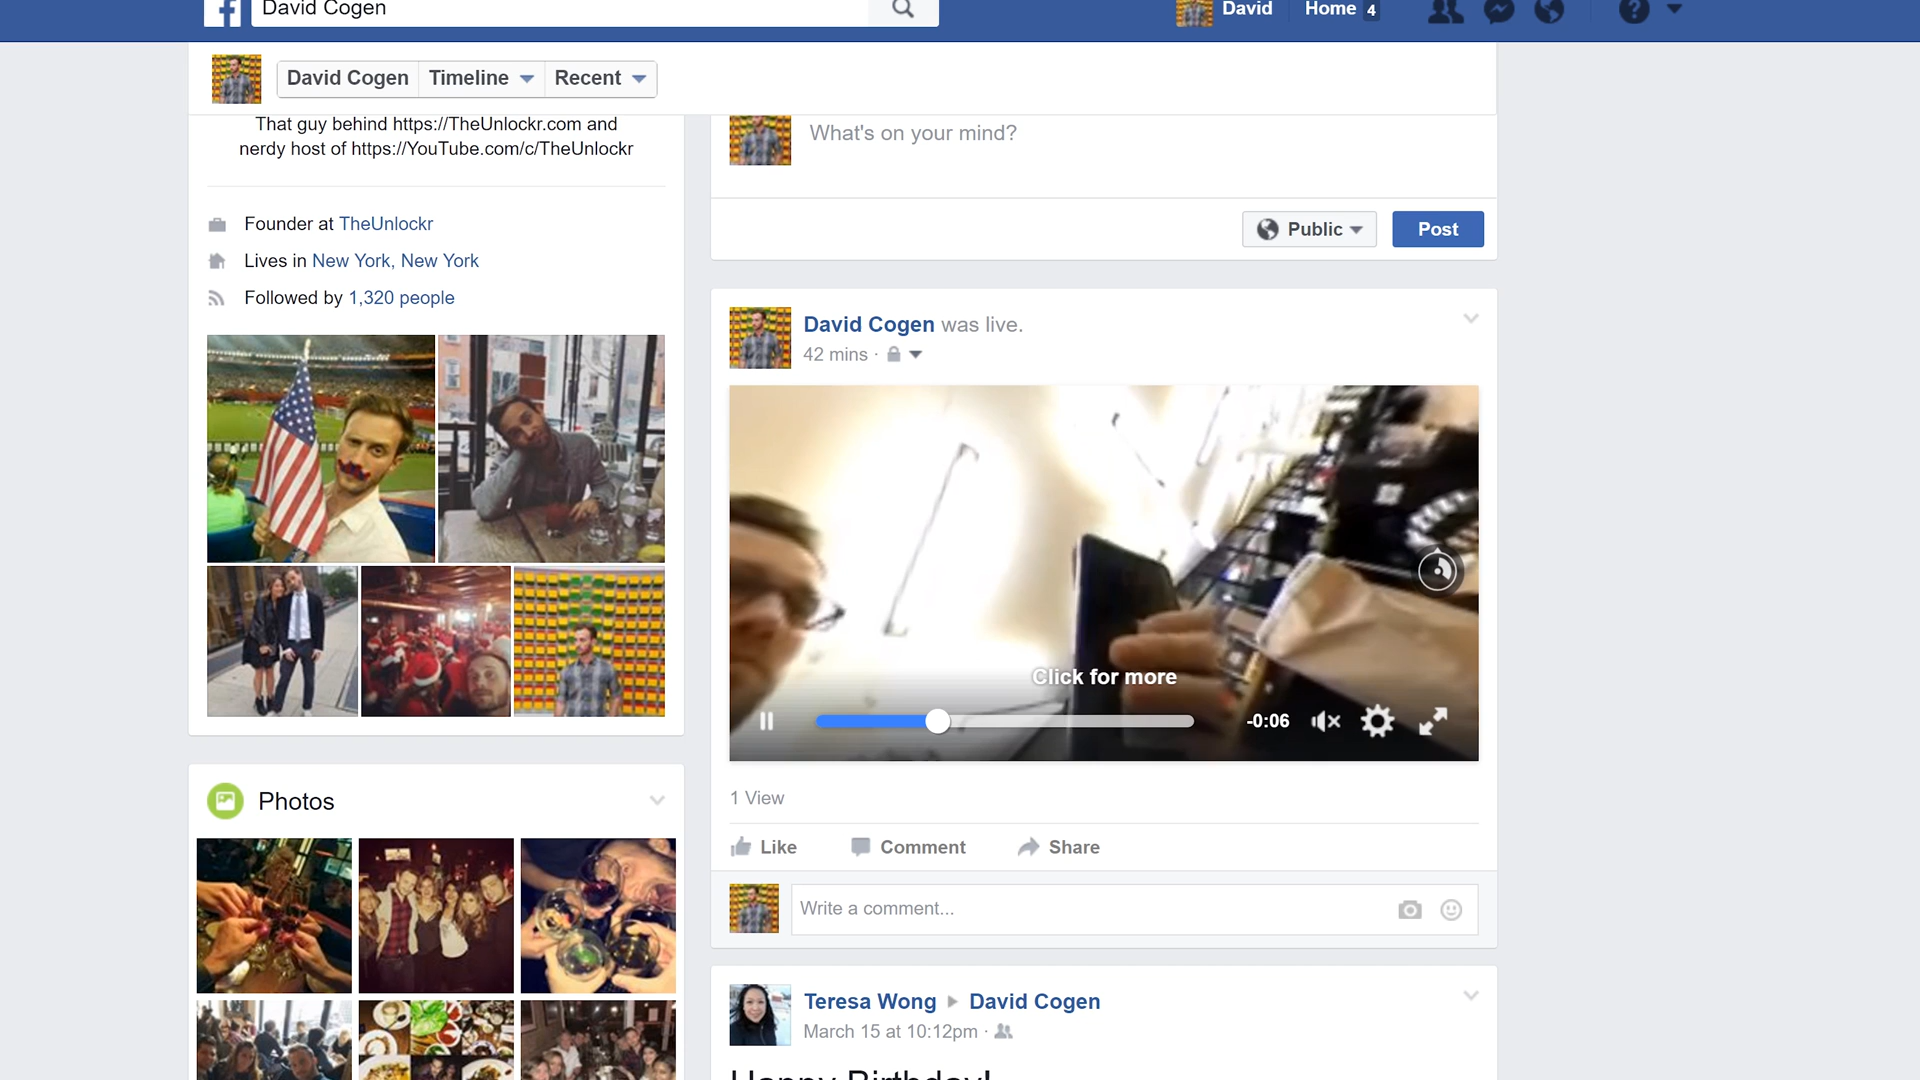 David Cogen
David
Home 4
David Cogen
Timeline
Recent
That guy behind https://TheUnlockr.com and
nerdy host of https://YouTube.com/c/TheUnlockr
Founder at TheUnlockr
Lives in New York, New York
Followed by 1,320 people
Photos
What's on your mind?
Public
Post
David Cogen was live.
42 mins ·
Click for more
-0:06
1 View
Like
Comment
Share
Write a comment...
Teresa Wong ▶ David Cogen
March 15 at 10:12pm ·
Happy Birthday!